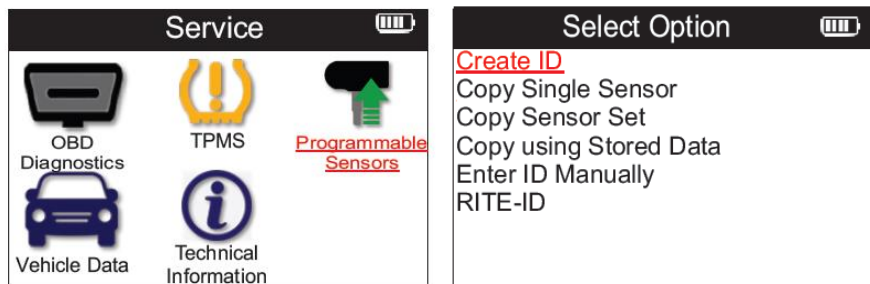 Service
OBD
Diagnostics
TPMS
Programmable
Sensors
Vehicle Data
Technical
Information
Select Option
Create ID
Copy Single Sensor
Copy Sensor Set
Copy using Stored Data
Enter ID Manually
RITE-ID